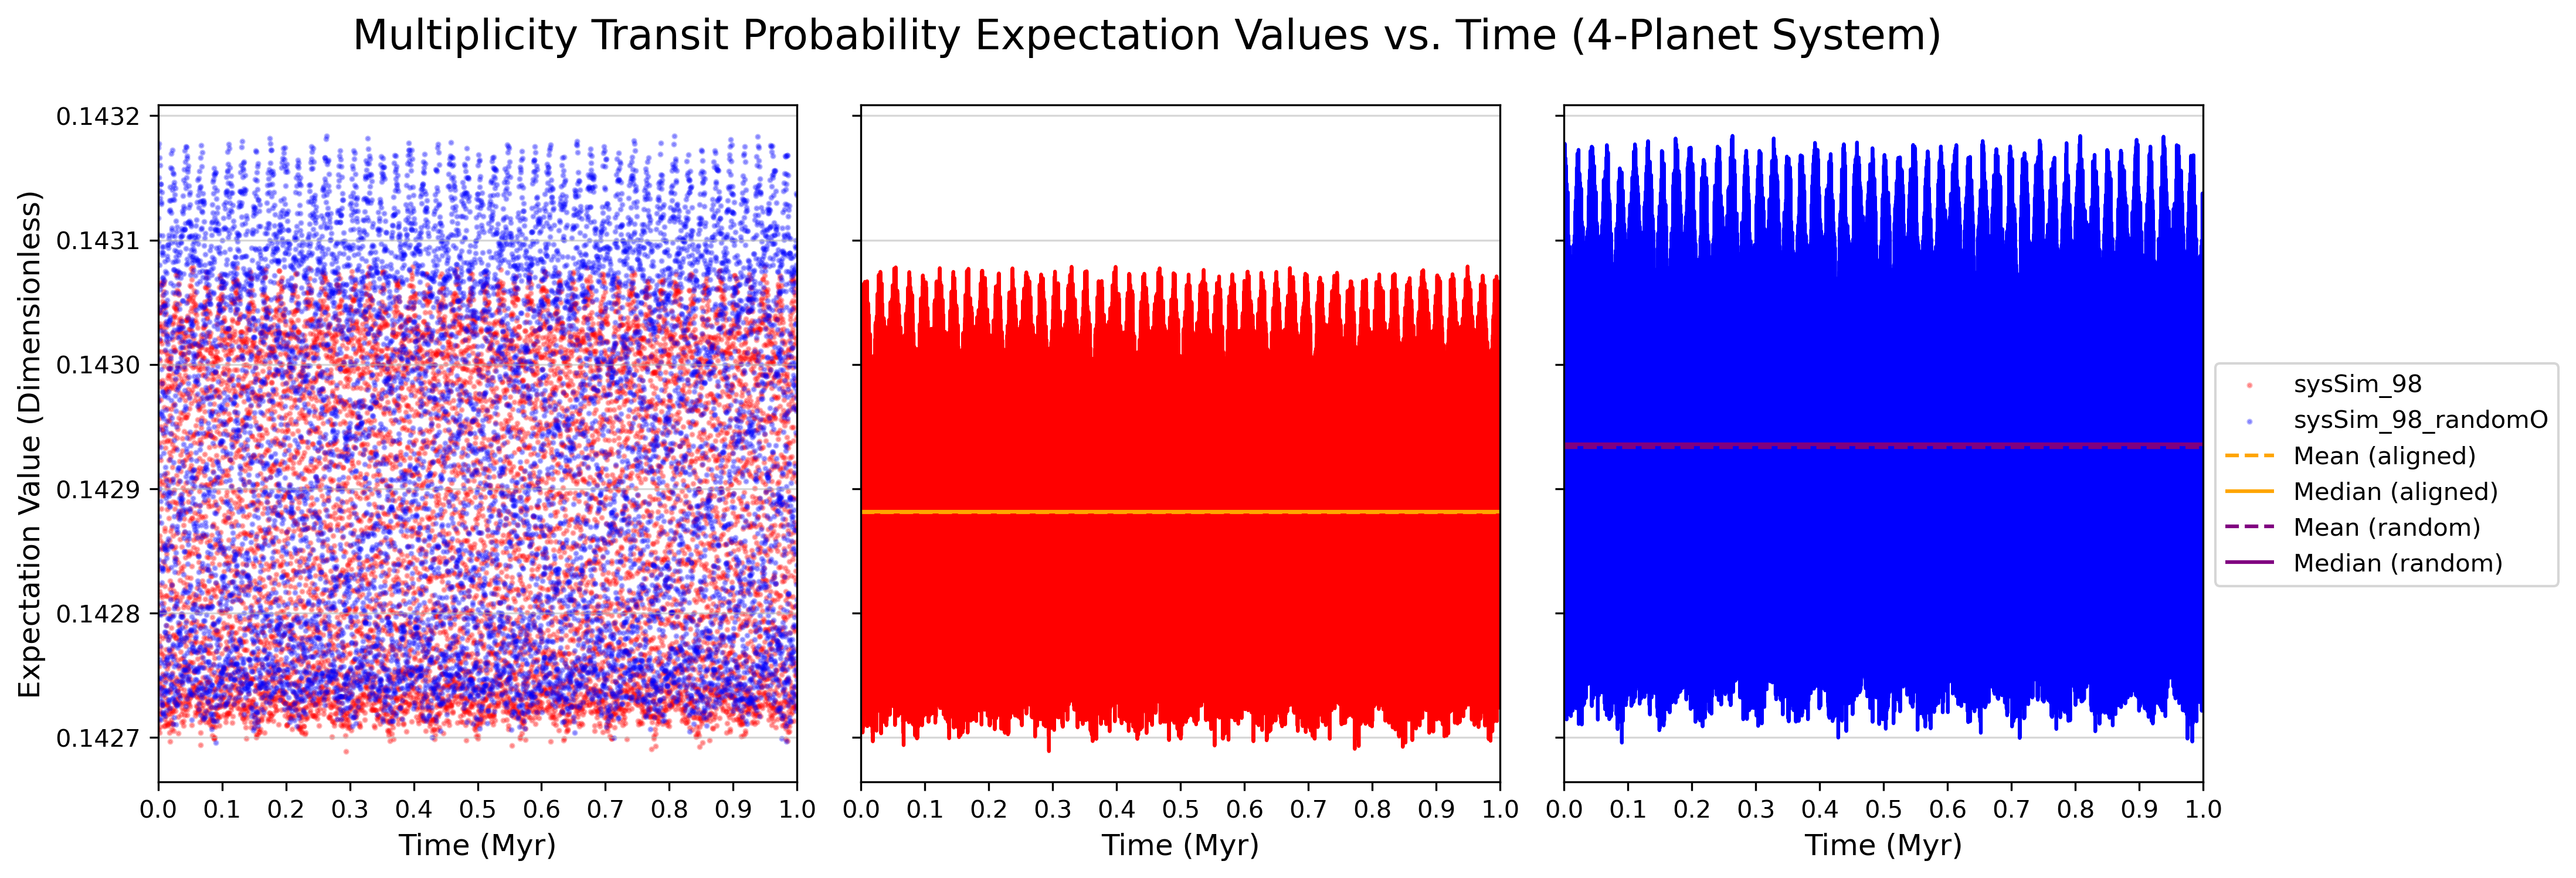 Multiplicity Transit Probability Expectation Values vs. Time (4-Planet System)
Expectation Value (Dimensionless)
0.1432
0.1431
0.1430
0.1429
0.1428
0.1427
0.0 0.1 0.2 0.3 0.4 0.5 0.6 0.7 0.8 0.9 1.0
Time (Myr)
0.0 0.1 0.2 0.3 0.4 0.5 0.6 0.7 0.8 0.9 1.0
Time (Myr)
0.0 0.1 0.2 0.3 0.4 0.5 0.6 0.7 0.8 0.9 1.0
Time (Myr)
sysSim_98
sysSim_98_randomO
Mean (aligned)
Median (aligned)
Mean (random)
Median (random)